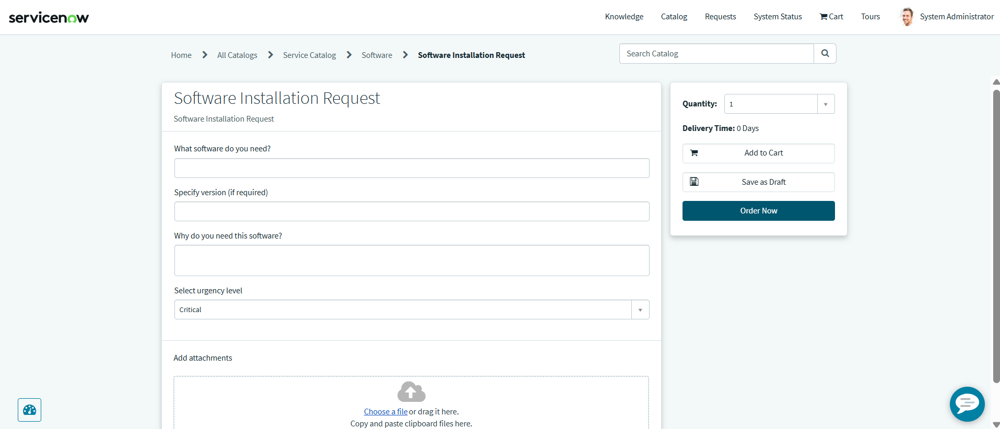 servicenow
Knowledge
Catalog
Requests
System Status
Cart
Tours
System Administrator
Home
All Catalogs
Service Catalog
Software
Software Installation Request
Search Catalog
Software Installation Request
Software Installation Request
What software do you need?
Specify version (if required)
Why do you need this software?
Select urgency level
Critical
Add attachments
Choose a file or drag it here.
Copy and paste clipboard files here.
Quantity:
1
Delivery Time: 0 Days
Add to Cart
Save as Draft
Order Now